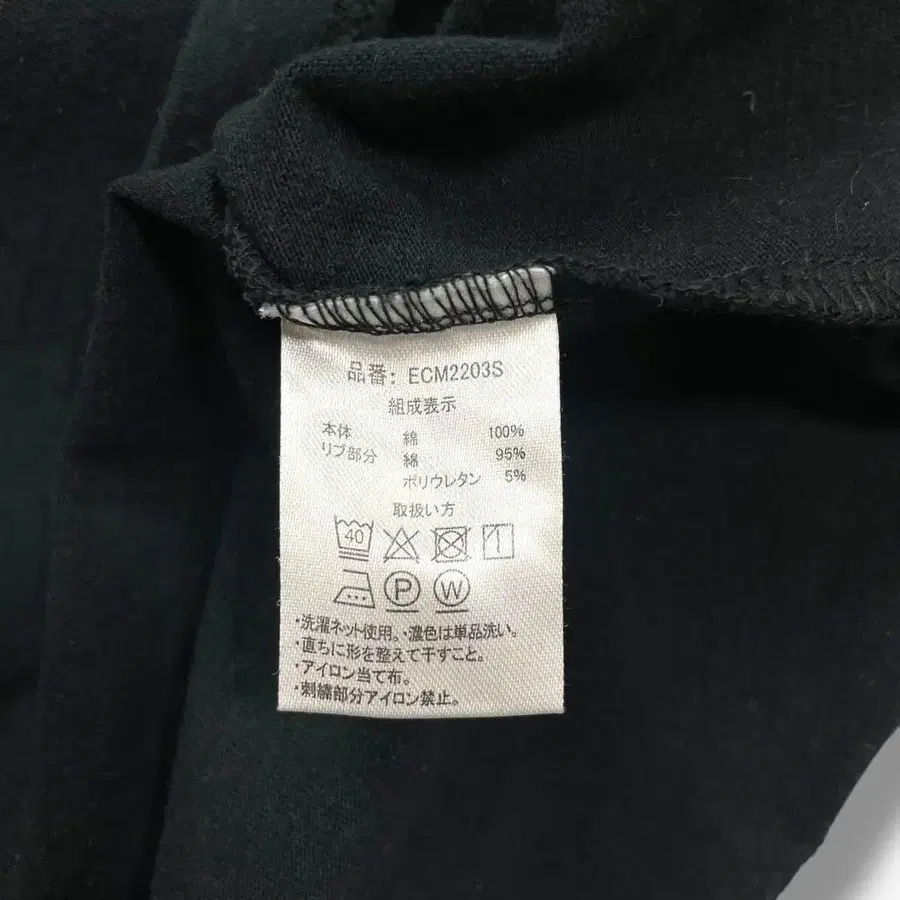 品番: ECM2203S
組成表示
本体 綿 100%
リブ部分 綿 95%
ポリウレタン 5%
取扱い方
40
P W
・洗濯ネット使用。・濃色は単品洗い。
・直ちに形を整えて干すこと。
・アイロン当て布。
・刺繍部分アイロン禁止。